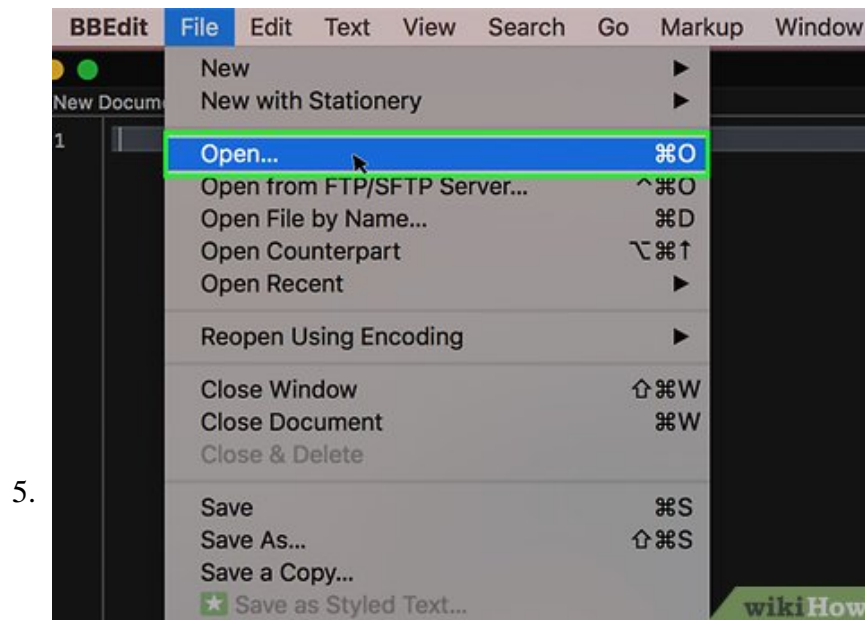 BBEdit File Edit Text View Search Go Markup Window
New ▶
New Docum
New with Stationery ▶
1
Open... ⌘O
Open from FTP/SFTP Server... ^⌘O
Open File by Name... ⌘D
Open Counterpart ⌥⌘↑
Open Recent ▶
Reopen Using Encoding ▶
Close Window ⇧⌘W
Close Document ⌘W
Close & Delete
5.
Save ⌘S
Save As... ⇧⌘S
Save a Copy...
Save as Styled Text...
wikiHow